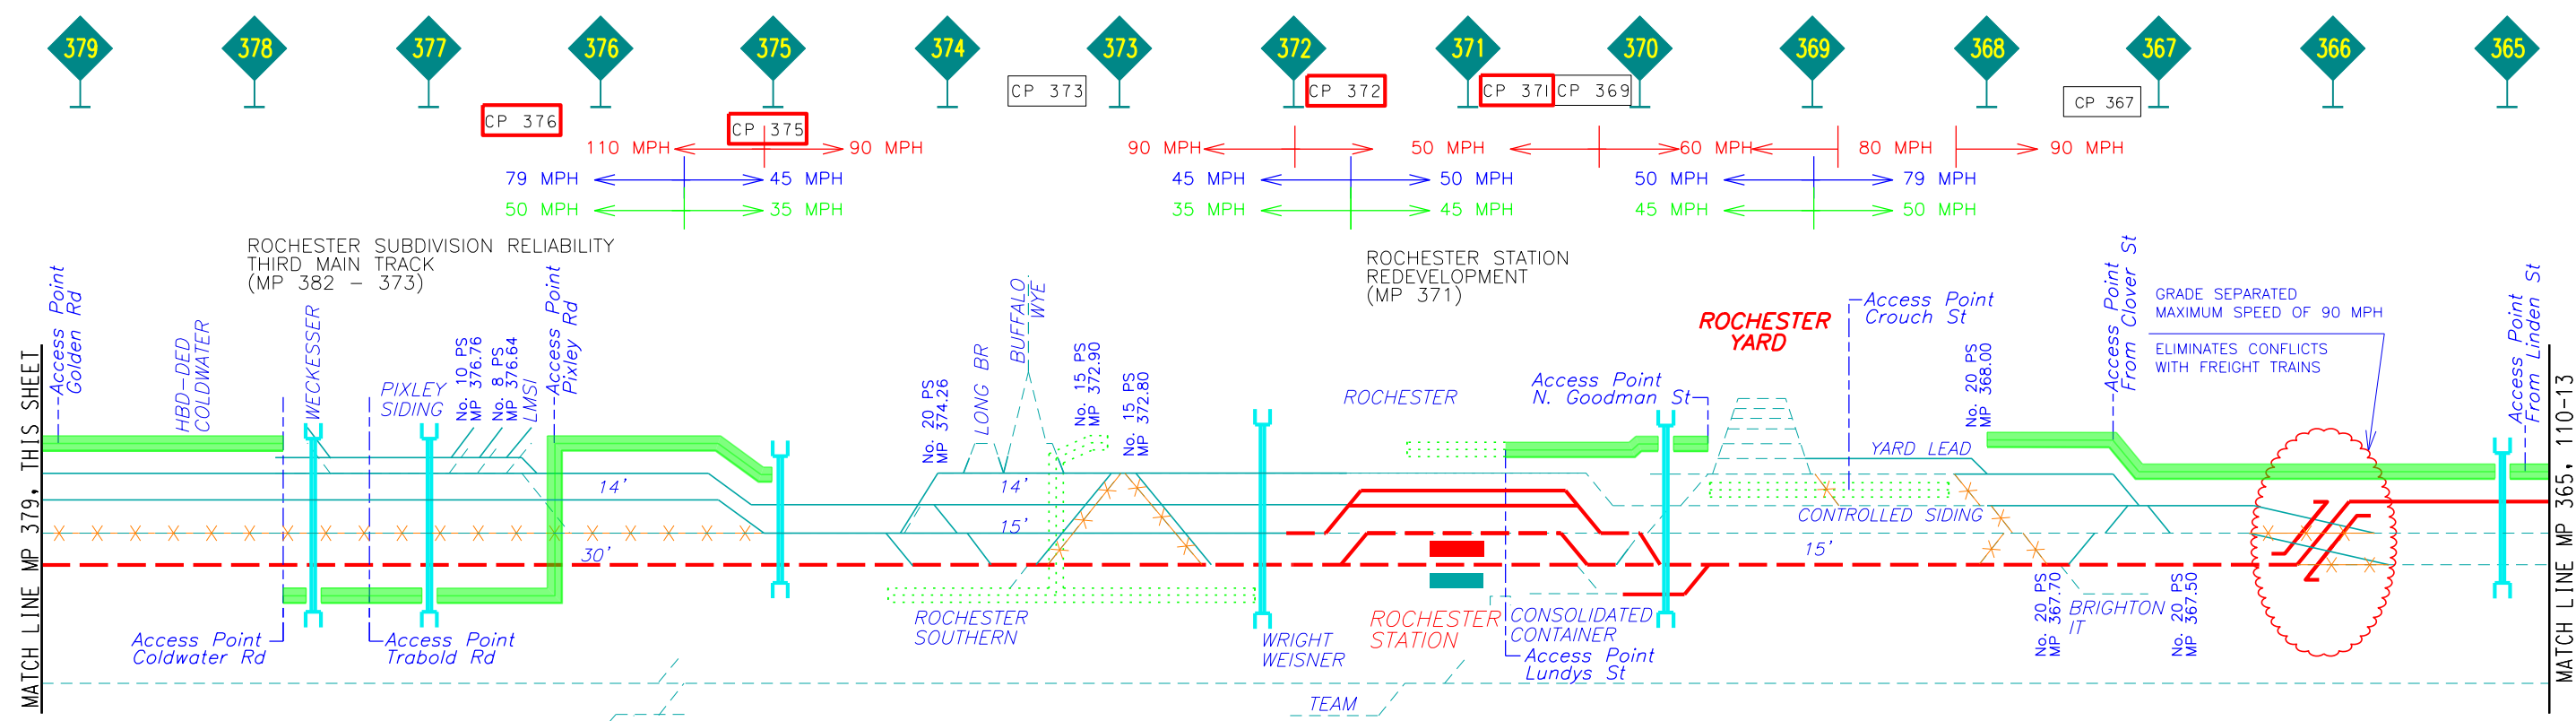 379 378 377 376 375 374 373 372 371 370 369 368 367 366 365
CP 376
CP 375
CP 373
CP 372
CP 371
CP 369
CP 367
110 MPH 90 MPH 90 MPH 50 MPH 60 MPH 80 MPH 90 MPH
79 MPH 45 MPH 45 MPH 50 MPH 50 MPH 79 MPH
50 MPH 35 MPH 35 MPH 45 MPH 45 MPH 50 MPH
ROCHESTER SUBDIVISION RELIABILITY
THIRD MAIN TRACK
(MP 382 - 373)
ROCHESTER STATION
REDEVELOPMENT
(MP 371)
MATCH LINE MP 379, THIS SHEET
Access Point
Golden Rd
HBD-DED
COLDWATER
WECKESSER
PIXLEY
SIDING
No. 10 PS
MP 376.76
No. 8 PS
MP 376.64
LMSI
Access Point
Pixley Rd
No. 20 PS
MP 374.26
LONG BR
BUFFALO
WYE
No. 15 PS
MP 372.90
No. 15 PS
MP 372.80
ROCHESTER
Access Point
N. Goodman St
ROCHESTER
YARD
Access Point
Crouch St
No. 20 PS
MP 368.00
Access Point
From Clover St
GRADE SEPARATED
MAXIMUM SPEED OF 90 MPH
ELIMINATES CONFLICTS
WITH FREIGHT TRAINS
Access Point
From Linden St
MATCH LINE MP 365, 110-13
YARD LEAD
CONTROLLED SIDING
14'
30'
14'
15'
15'
Access Point
Coldwater Rd
Access Point
Trabold Rd
ROCHESTER
SOUTHERN
WRIGHT
WEISNER
ROCHESTER
STATION
CONSOLIDATED
CONTAINER
Access Point
Lundys St
No. 20 PS
MP 367.70
BRIGHTON
IT
No. 20 PS
MP 367.50
TEAM